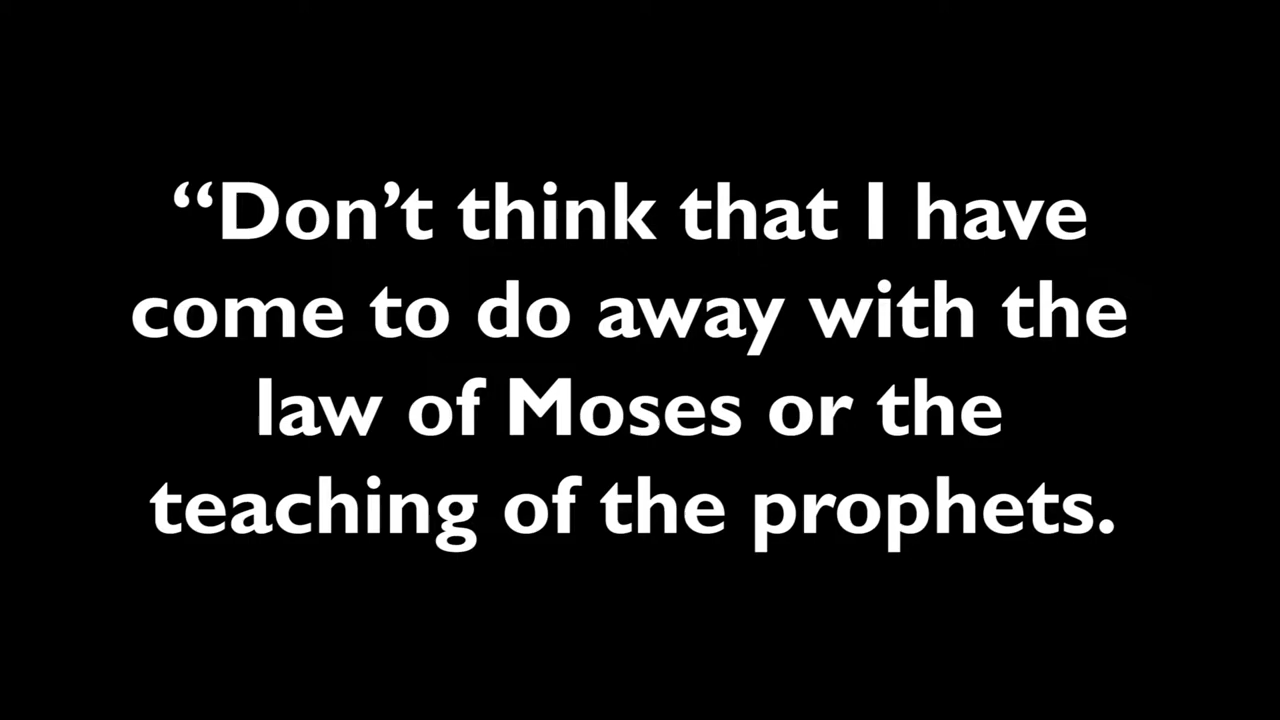 “Don’t think that I have
come to do away with the
law of Moses or the
teaching of the prophets.